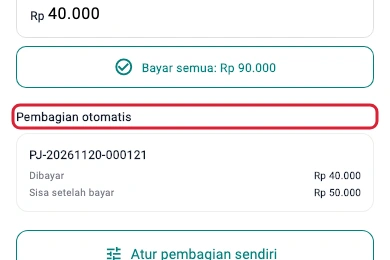 Rp 40.000
Bayar semua: Rp 90.000
Pembagian otomatis
PJ-20261120-000121
Dibayar Rp 40.000
Sisa setelah bayar Rp 50.000
Atur pembagian sendiri